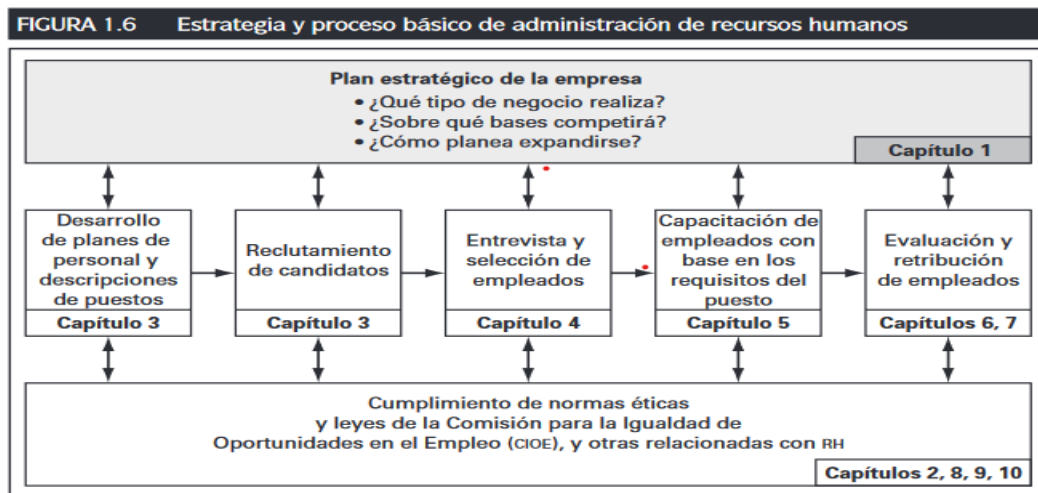 FIGURA 1.6 Estrategia y proceso básico de administración de recursos humanos
Plan estratégico de la empresa
• ¿Qué tipo de negocio realiza?
• ¿Sobre qué bases competirá?
• ¿Cómo planea expandirse?
Capítulo 1
Desarrollo
de planes de
personal y
descripciones
de puestos
Capítulo 3
Reclutamiento
de candidatos
Capítulo 3
Entrevista y
selección de
empleados
Capítulo 4
Capacitación de
empleados con
base en los
requisitos del
puesto
Capítulo 5
Evaluación y
retribución
de empleados
Capítulos 6, 7
Cumplimiento de normas éticas
y leyes de la Comisión para la Igualdad de
Oportunidades en el Empleo (CIOE), y otras relacionadas con RH
Capítulos 2, 8, 9, 10